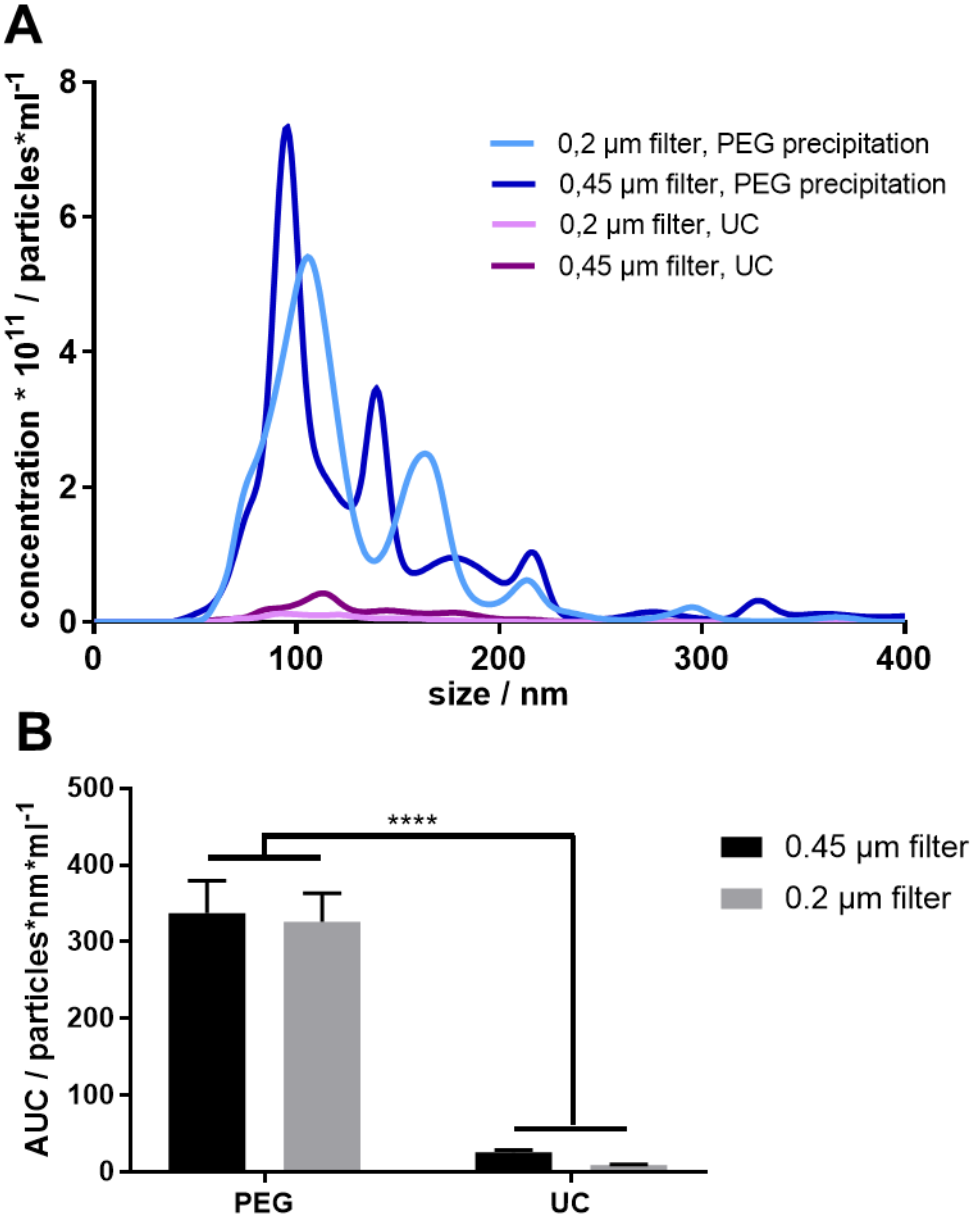 A
concentration * 10¹¹ / particles*ml⁻¹
8
6
4
2
0
0 100 200 300 400
size / nm
0,2 µm filter, PEG precipitation
0,45 µm filter, PEG precipitation
0,2 µm filter, UC
0,45 µm filter, UC
B
AUC / particles*nm*ml⁻¹
500
400
300
200
100
0
****
PEG UC
0.45 µm filter
0.2 µm filter